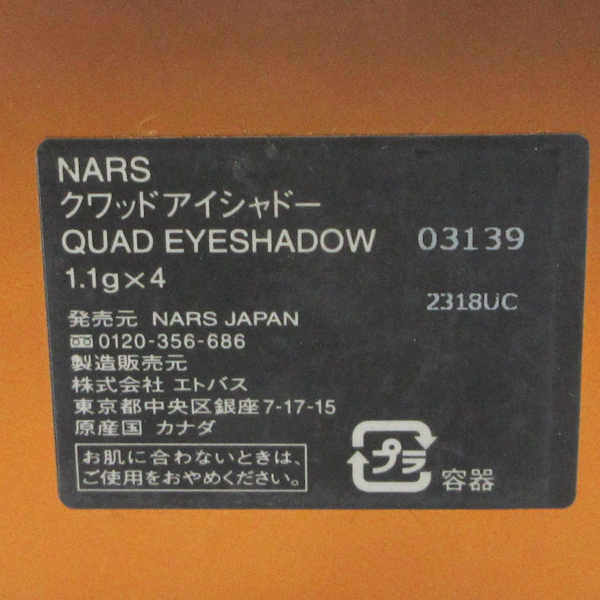 NARS
クワッドアイシャドー
QUAD EYESHADOW 03139
1.1g×4
2318UC
発売元 NARS JAPAN
0120-356-686
製造販売元
株式会社 エトバス
東京都中央区銀座7-17-15
原産国 カナダ
お肌に合わないときは、
ご使用をおやめください。
プラ 容器